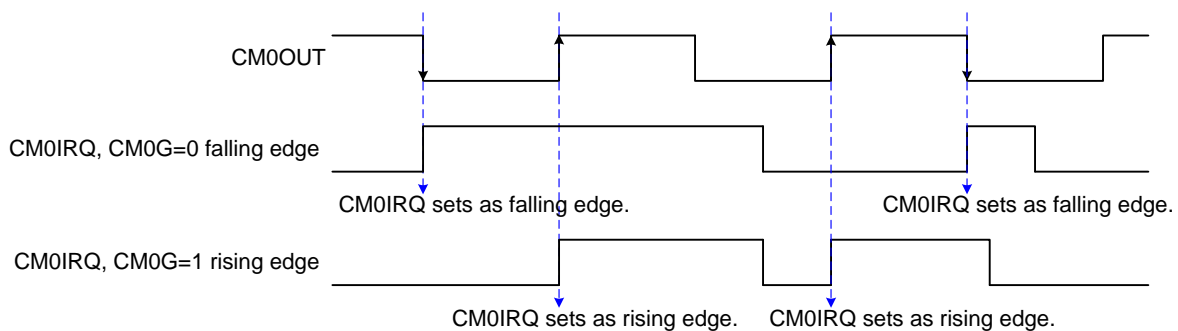 CM0OUT
CM0IRQ, CM0G=0 falling edge
CM0IRQ sets as falling edge. CM0IRQ sets as falling edge.
CM0IRQ, CM0G=1 rising edge
CM0IRQ sets as rising edge. CM0IRQ sets as rising edge.